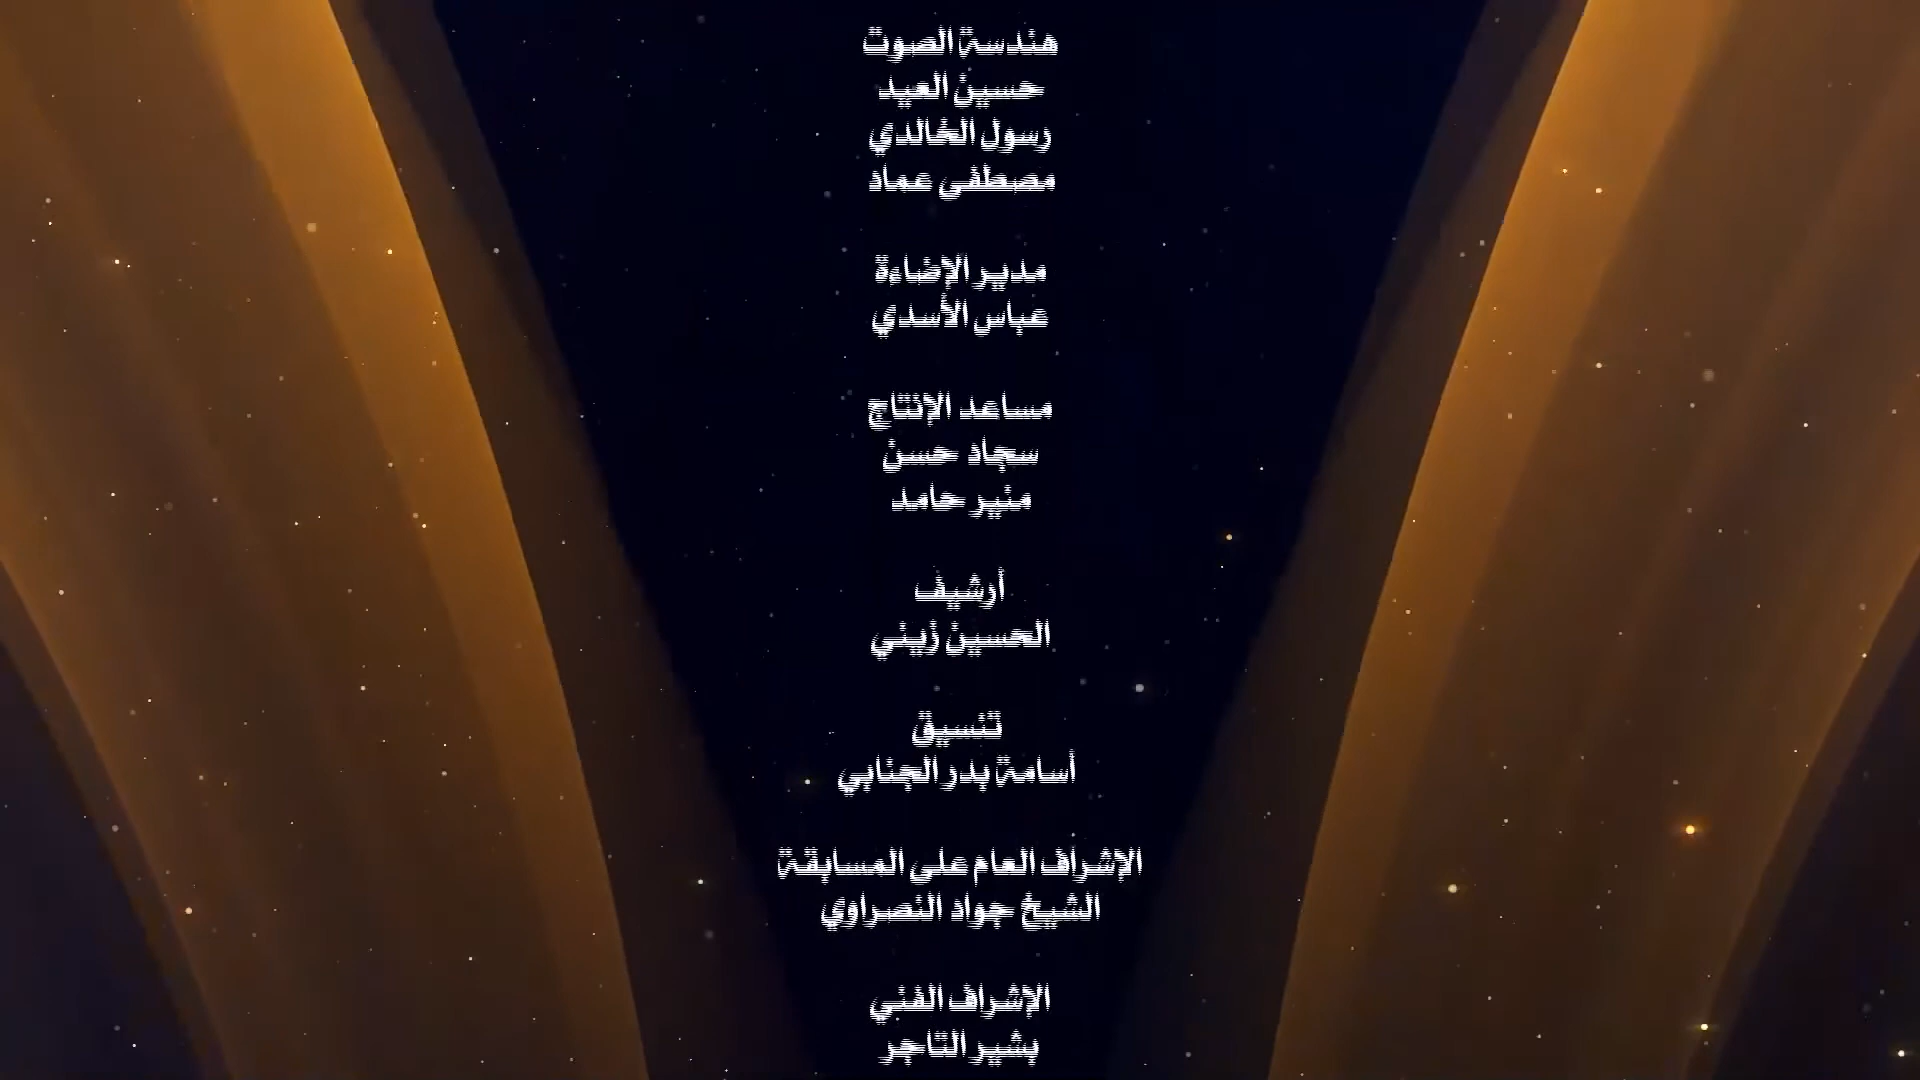 هندسة الصوت
حسين العيد
رسول الخالدي
مصطفى عماد
مدير الإضاءة
عباس الأسدي
مساعد الإنتاج
سجاد حسن
منير حامد
أرشيف
الحسين زيني
تنسيق
أسامة بدر الجنابي
الإشراف العام على المسابقة
الشيخ جواد النصراوي
الإشراف الفني
بشير التاجر